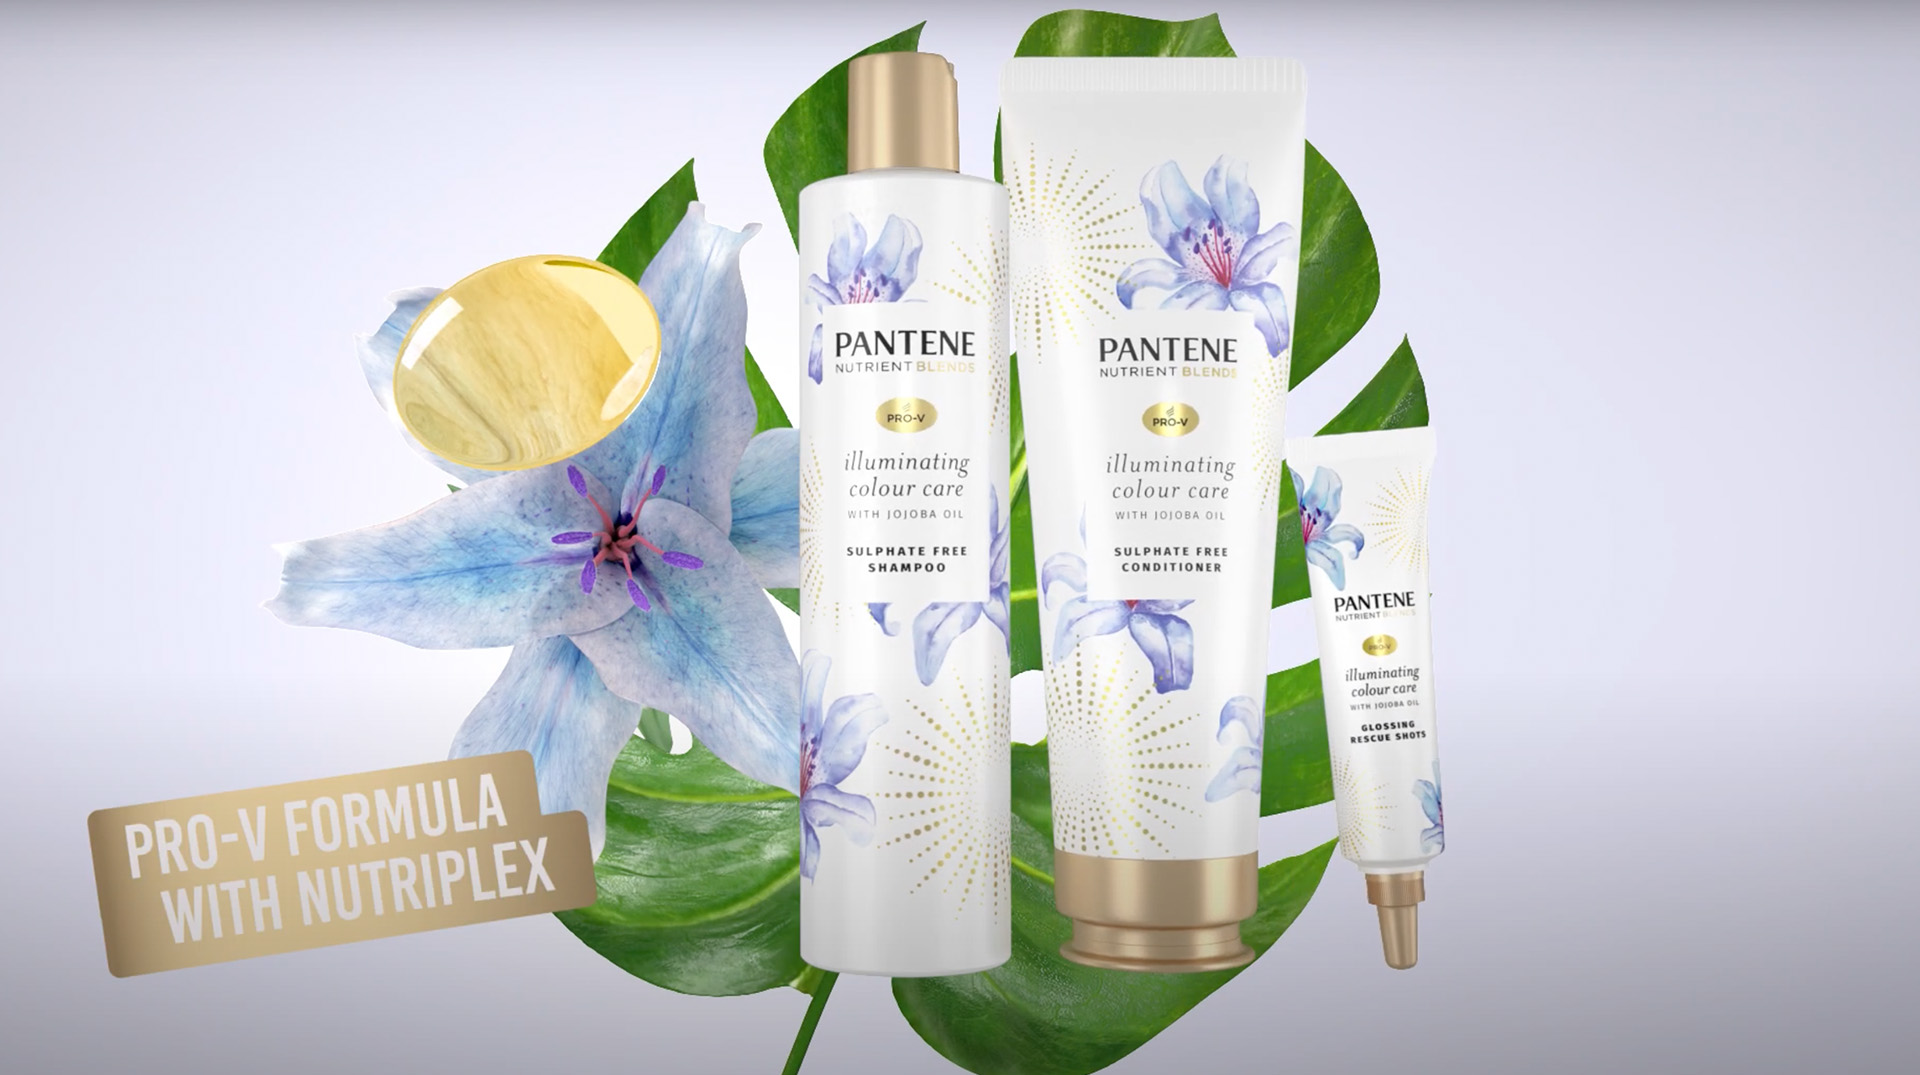 PANTENE
NUTRIENT BLENDS
PRO-V
illuminating
colour care
WITH JOJOBA OIL
SULPHATE FREE
SHAMPOO
PANTENE
NUTRIENT BLENDS
PRO-V
illuminating
colour care
WITH JOJOBA OIL
SULPHATE FREE
CONDITIONER
PANTENE
NUTRIENT BLENDS
PRO-V
illuminating
colour care
WITH JOJOBA OIL
GLOSSING
RESCUE SHOTS
PRO-V FORMULA
WITH NUTRIPLEX